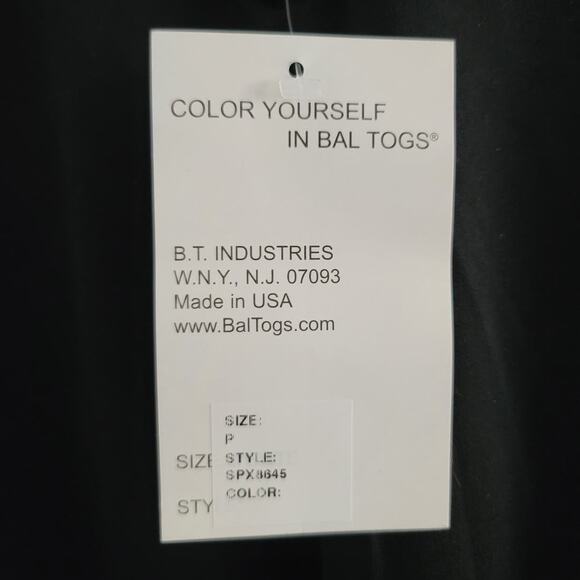 COLOR YOURSELF
IN BAL TOGS®
B.T. INDUSTRIES
W.N.Y., N.J. 07093
Made in USA
www.BalTogs.com
SIZE:
P
STYLE:
SPX8645
COLOR:
SIZE
STY